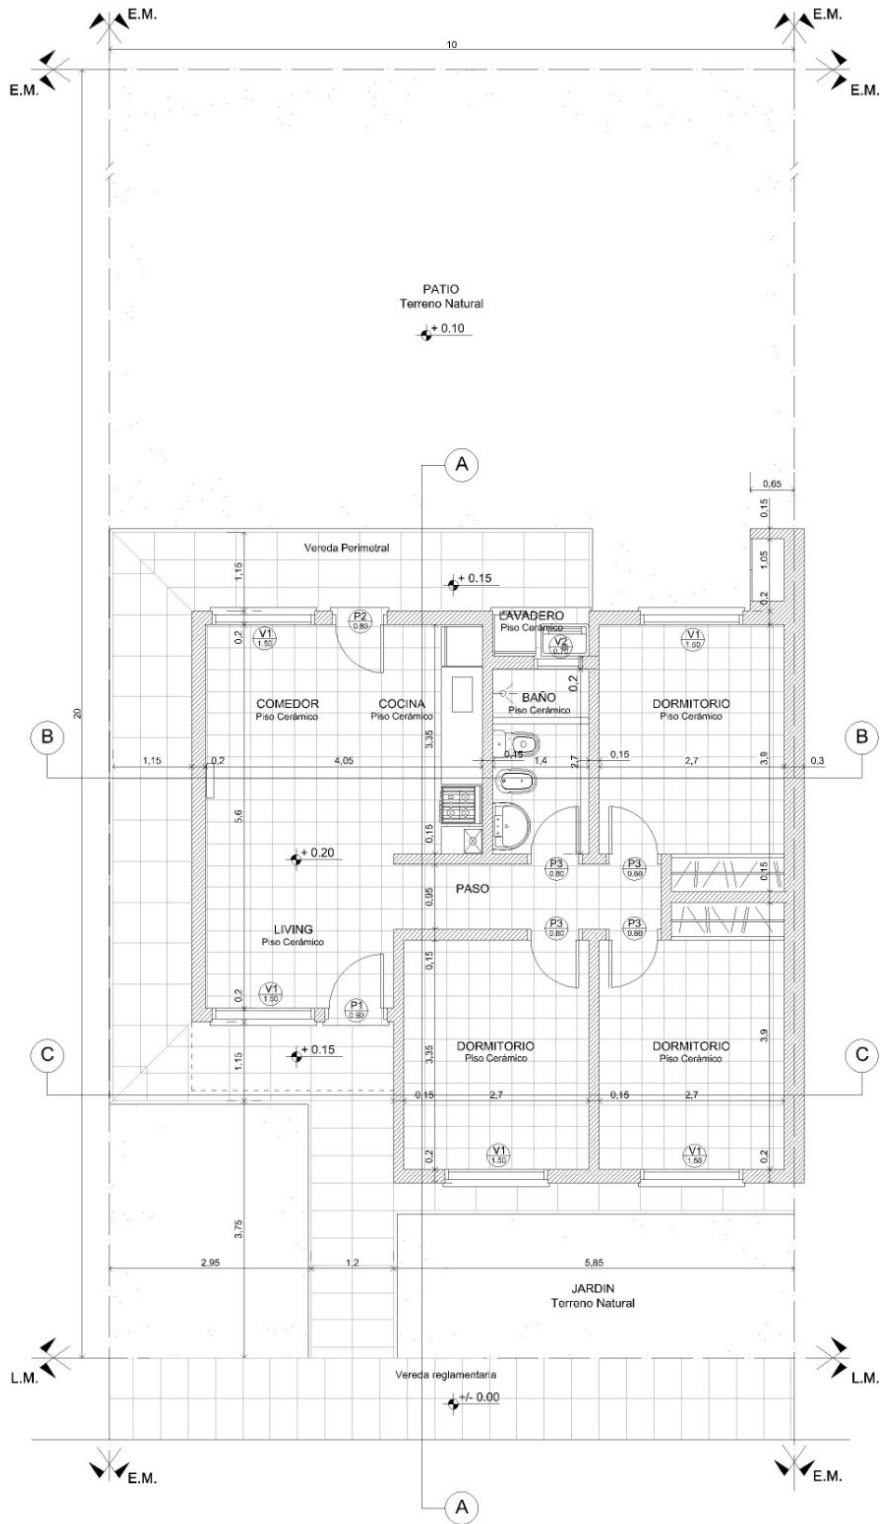 E.M.
E.M.
10
E.M.
E.M.
PATIO
Terreno Natural
+ 0.10
A
0,65
0,15
1,05
0,2
Vereda Perimetral
1,15
+ 0.15
0,2
V1
1.50
P2
0.80
LAVADERO
Piso Cerámico
V2
V1
1.50
0,2
COMEDOR
Piso Cerámico
COCINA
Piso Cerámico
BAÑO
Piso Cerámico
DORMITORIO
Piso Cerámico
20
B
B
3,35
1,15
0,2
4,05
0,15
1,4
2,7
0,15
2,7
3,9
0.3
5,6
0,15
+ 0.20
P3
0.80
P3
0.80
0,15
PASO
0,95
LIVING
Piso Cerámico
P3
0.80
P3
0.80
0,15
0,2
V1
1.50
P1
0.90
C
+ 0.15
1,15
DORMITORIO
Piso Cerámico
DORMITORIO
Piso Cerámico
3,9
C
3,35
0,15
2,7
0,15
2,7
0,2
V1
1.50
V1
1.50
0,2
3,75
2,95
1,2
5,85
JARDIN
Terreno Natural
L.M.
L.M.
Vereda reglamentaria
+/- 0.00
E.M.
E.M.
A